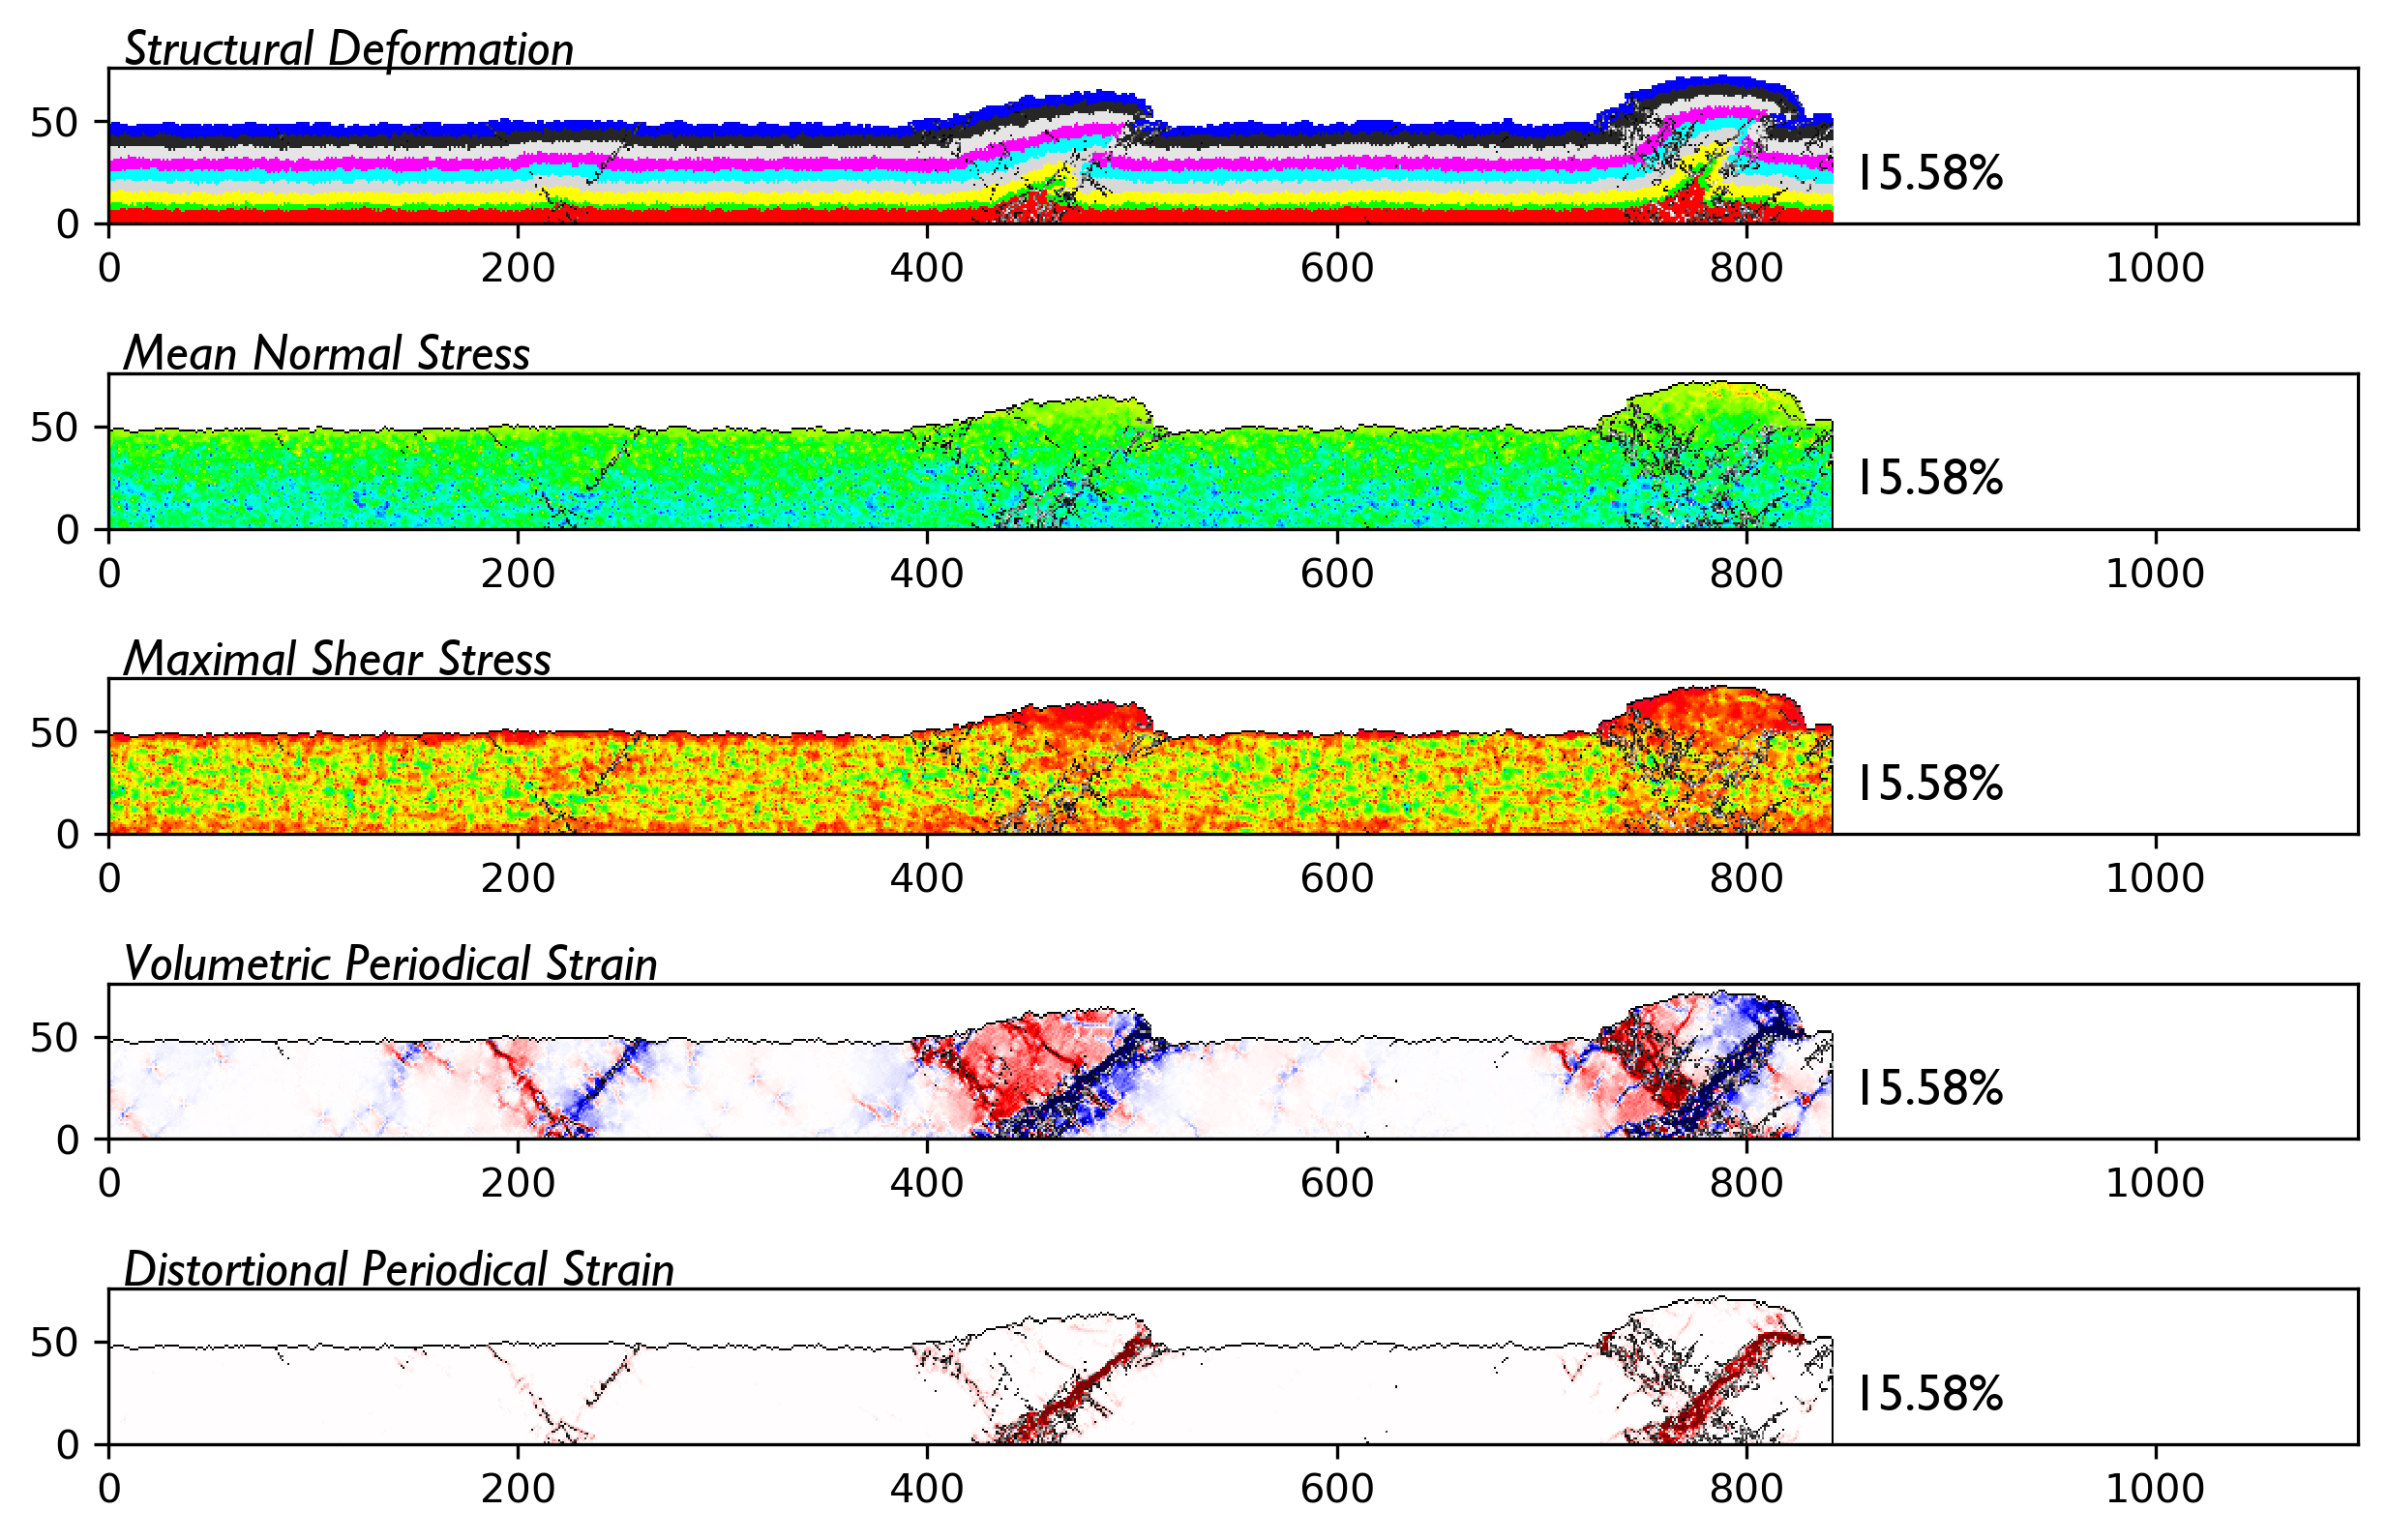 Structural Deformation
50
0
15.58%
0 200 400 600 800 1000
Mean Normal Stress
50
0
15.58%
0 200 400 600 800 1000
Maximal Shear Stress
50
0
15.58%
0 200 400 600 800 1000
Volumetric Periodical Strain
50
0
15.58%
0 200 400 600 800 1000
Distortional Periodical Strain
50
0
15.58%
0 200 400 600 800 1000